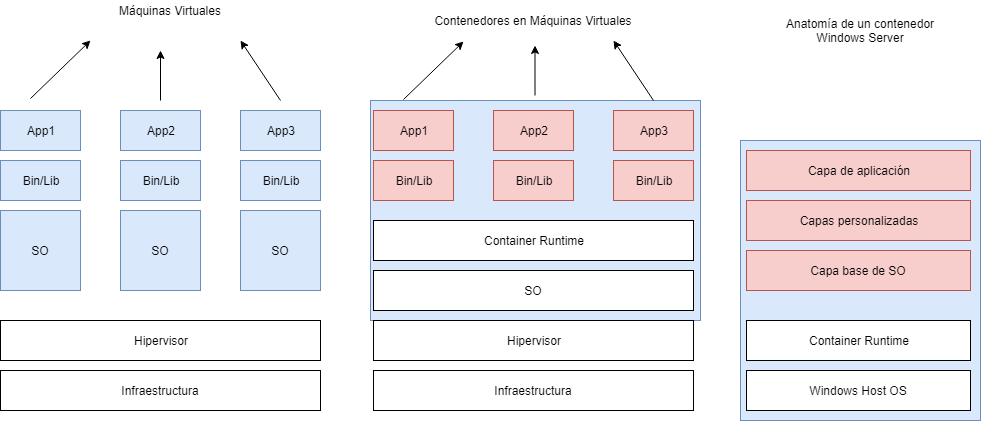 Máquinas Virtuales
App1
App2
App3
Bin/Lib
Bin/Lib
Bin/Lib
SO
SO
SO
Hipervisor
Infraestructura
Contenedores en Máquinas Virtuales
App1
App2
App3
Bin/Lib
Bin/Lib
Bin/Lib
Container Runtime
SO
Hipervisor
Infraestructura
Anatomía de un contenedor
Windows Server
Capa de aplicación
Capas personalizadas
Capa base de SO
Container Runtime
Windows Host OS